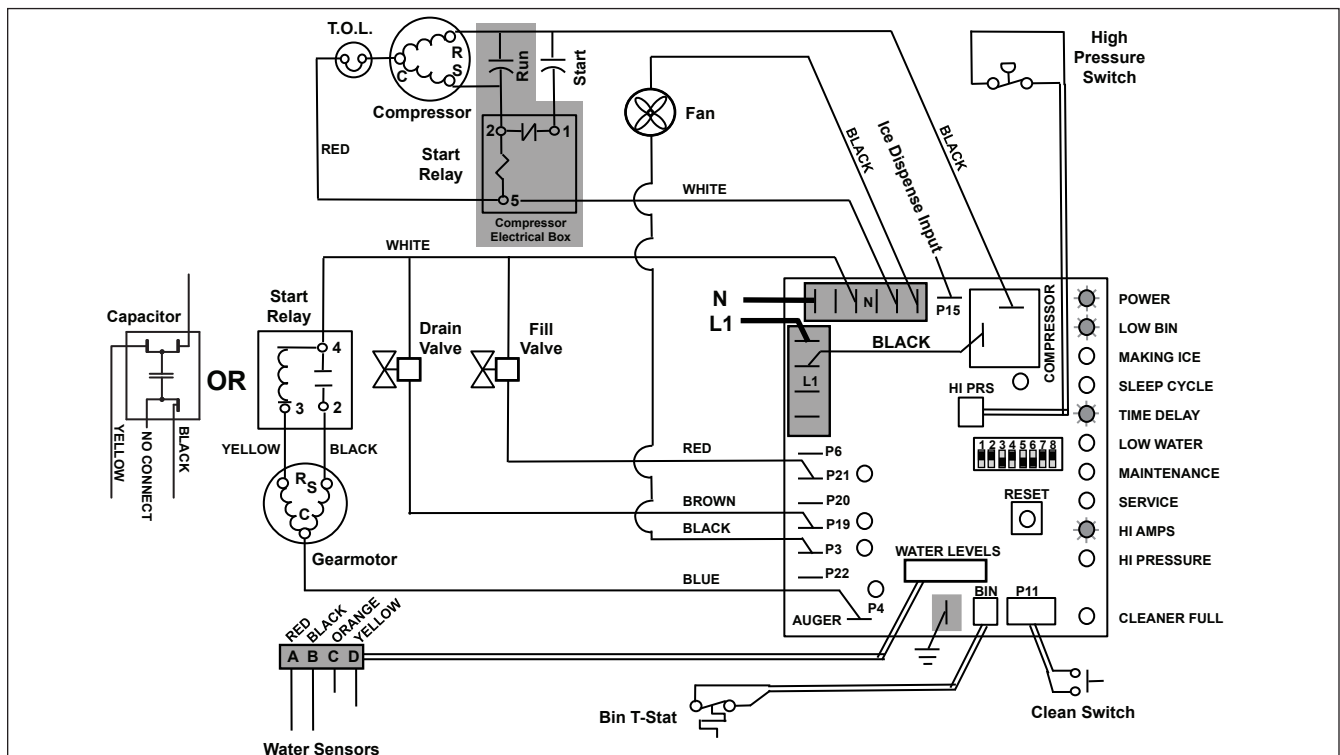 T.O.L.
R
S
C
Compressor
Run
Start
RED
Start
Relay
2
1
5
Compressor
Electrical Box
Fan
BLACK
Ice Dispense Input
BLACK
High
Pressure
Switch
WHITE
WHITE
Capacitor
YELLOW
NO CONNECT
BLACK
OR
Start
Relay
4
3
2
YELLOW
BLACK
R
S
C
Gearmotor
Drain
Valve
Fill
Valve
N
L1
N
L1
P15
BLACK
COMPRESSOR
HI PRS
1 2 3 4 5 6 7 8
RESET
POWER
LOW BIN
MAKING ICE
SLEEP CYCLE
TIME DELAY
LOW WATER
MAINTENANCE
SERVICE
HI AMPS
HI PRESSURE
CLEANER FULL
P6
RED
P21
P20
BROWN
P19
BLACK
P3
P22
BLUE
P4
AUGER
WATER LEVELS
BIN
P11
RED
BLACK
ORANGE
YELLOW
A B C D
Water Sensors
Bin T-Stat
Clean Switch